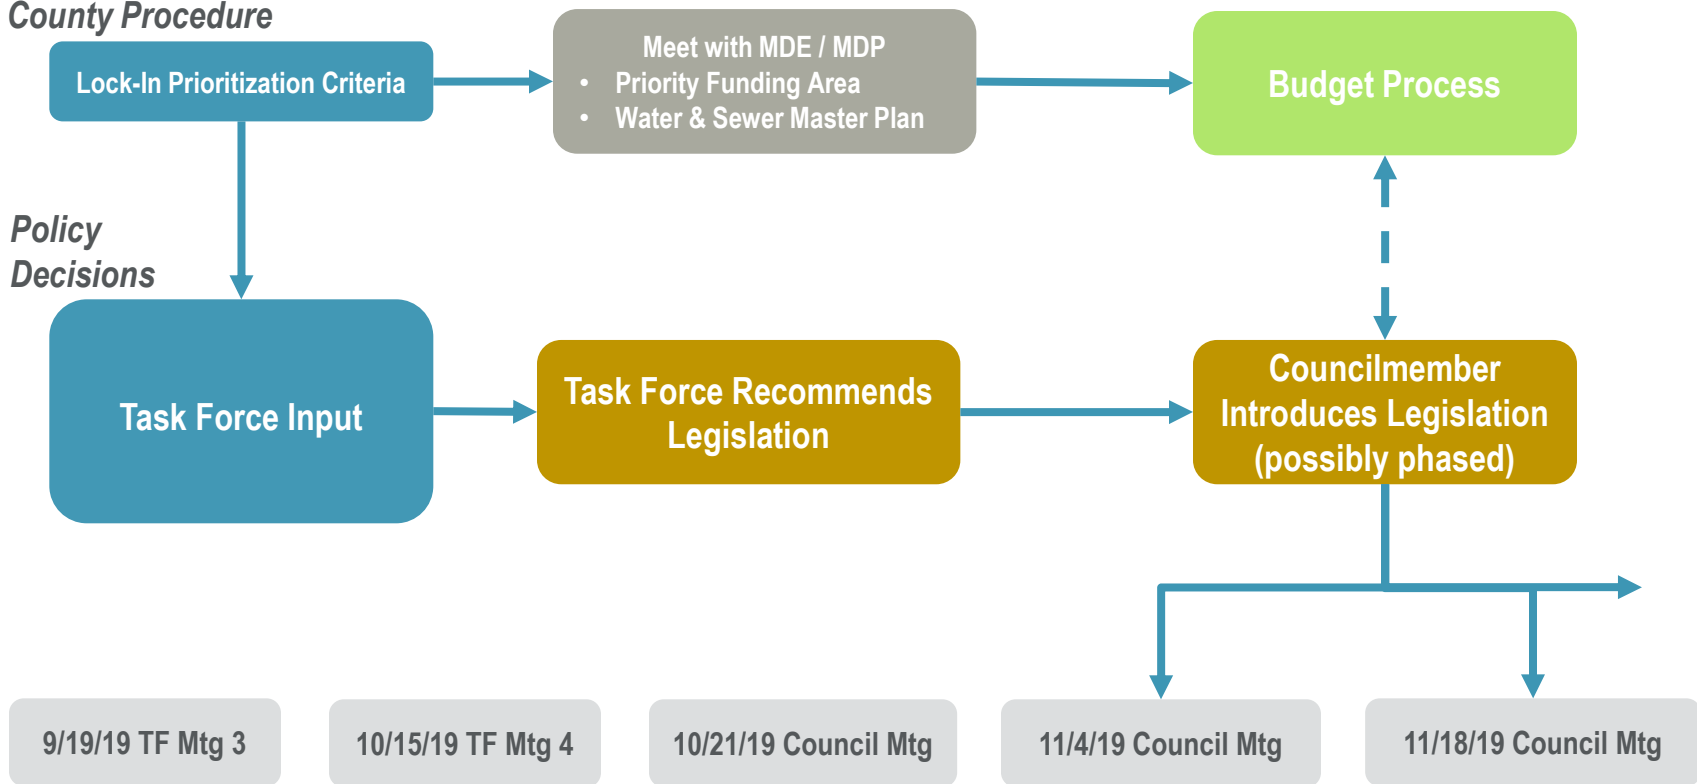 County Procedure
Lock-In Prioritization Criteria
Meet with MDE / MDP
• Priority Funding Area
• Water & Sewer Master Plan
Budget Process
Policy
Decisions
Task Force Input
Task Force Recommends
Legislation
Councilmember
Introduces Legislation
(possibly phased)
9/19/19 TF Mtg 3
10/15/19 TF Mtg 4
10/21/19 Council Mtg
11/4/19 Council Mtg
11/18/19 Council Mtg